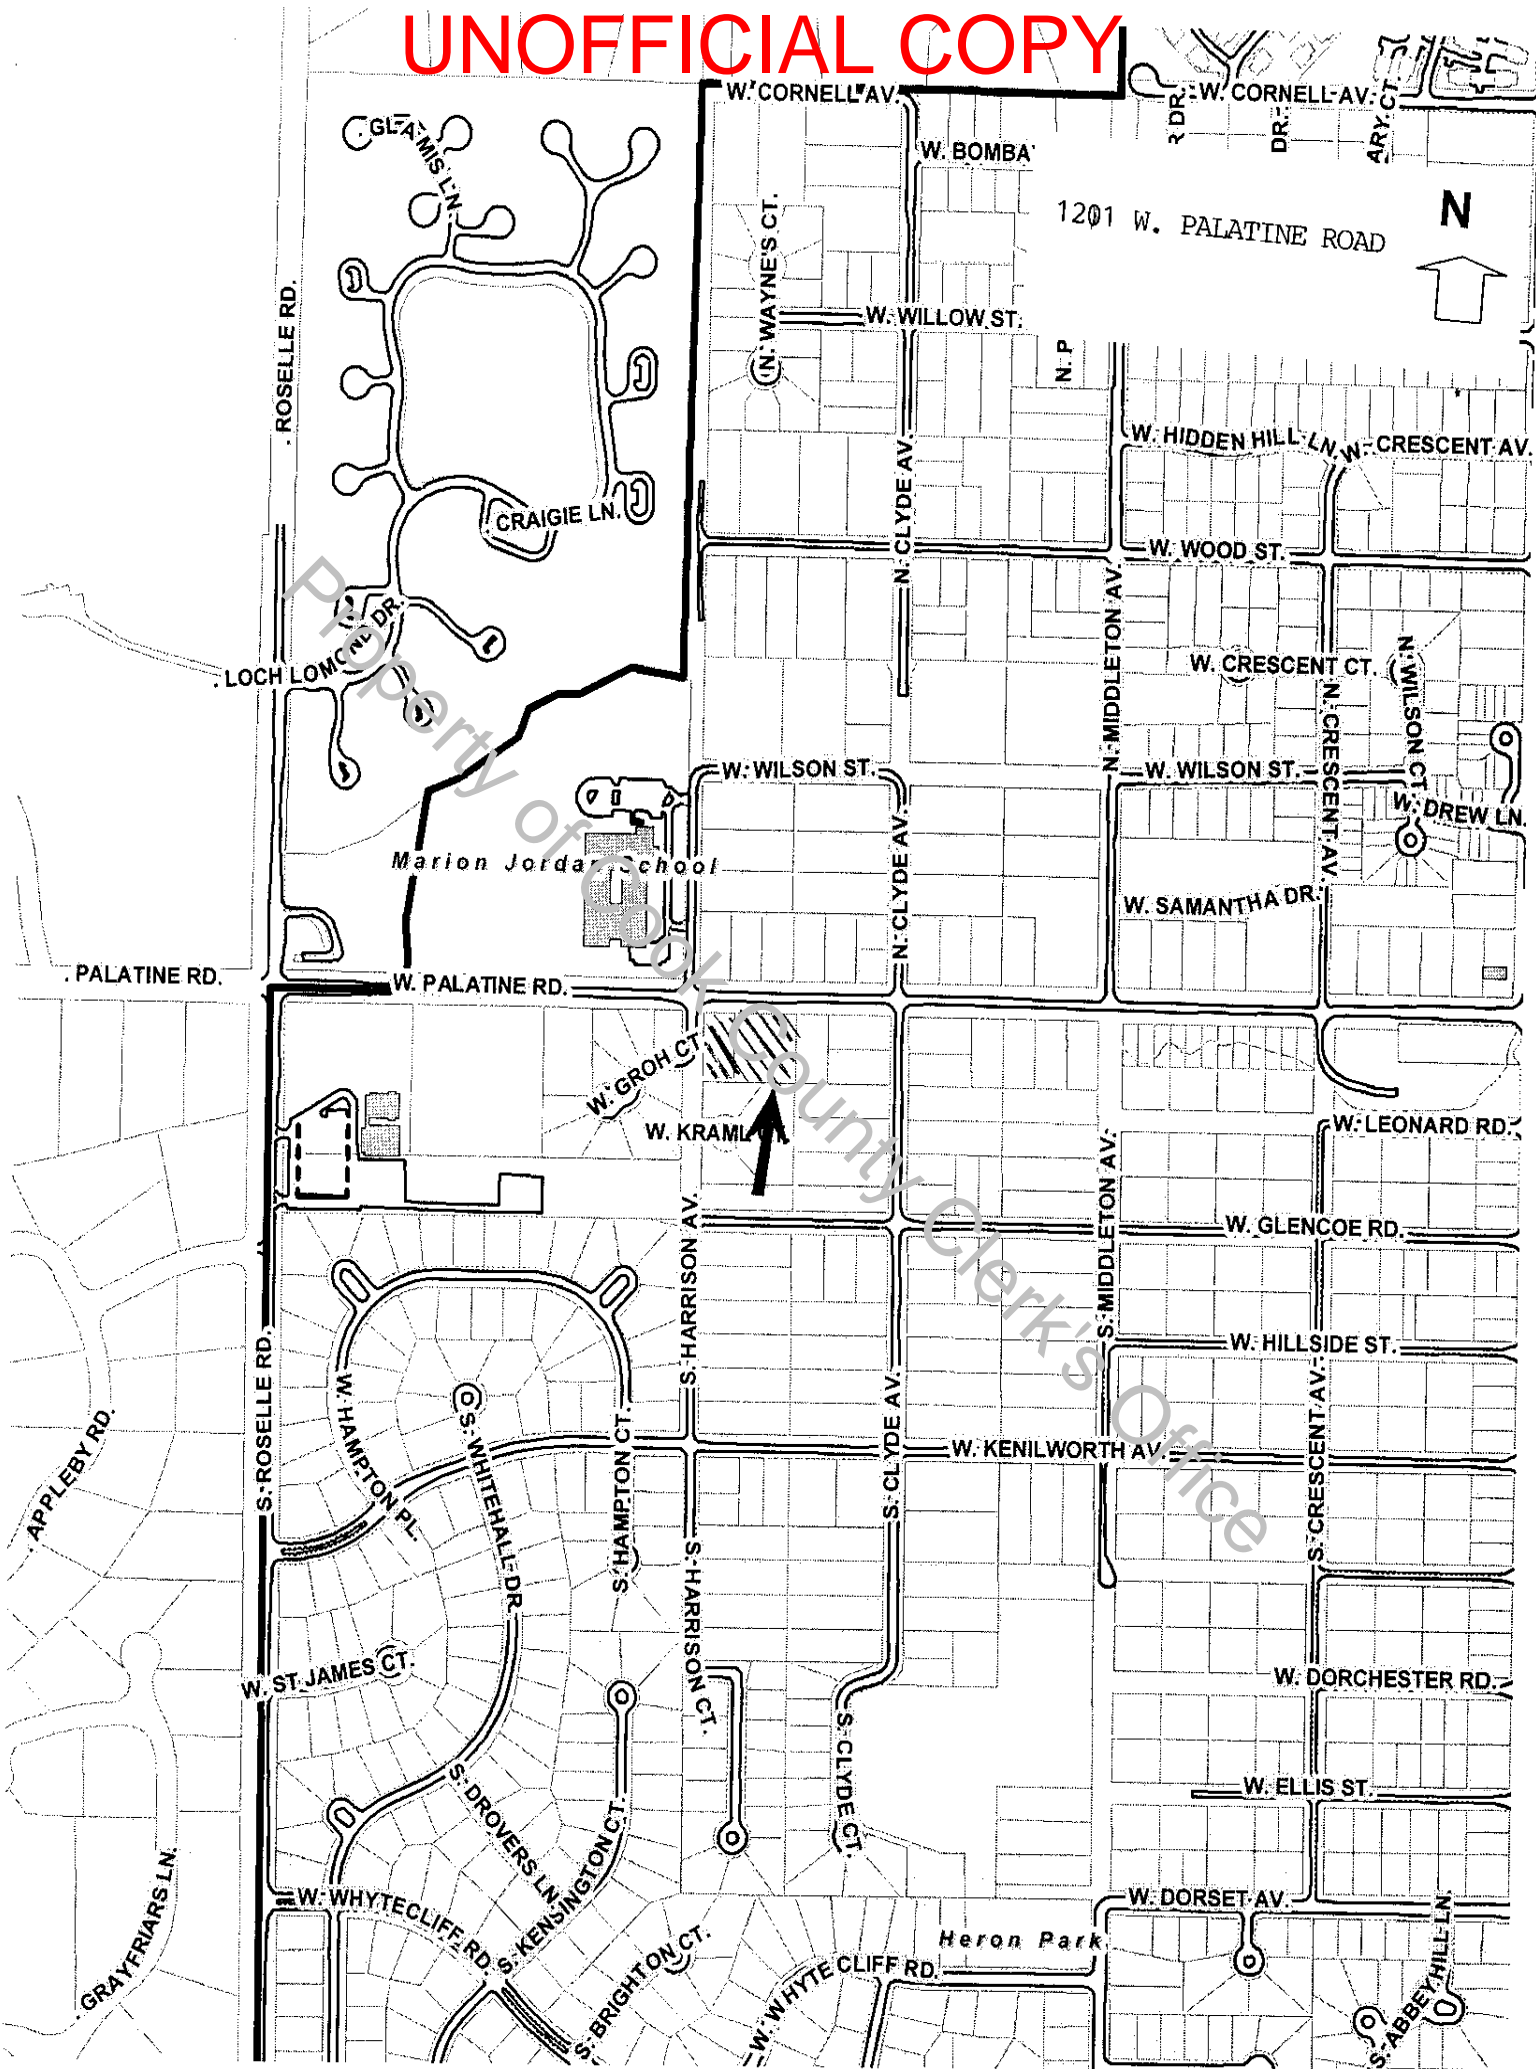 UNOFFICIAL COPY
W. CORNELL AV.
W. CORNELL AV.
R DR.
DR.
ARY CT.
GLAMIS LN.
W. BOMBA
1201 W. PALATINE ROAD
N
N. WAYNE'S CT.
. ROSELLE RD.
W. WILLOW ST.
N. P
N. CLYDE AV.
W. HIDDEN HILL LN.
W. CRESCENT AV.
CRAIGIE LN.
W. WOOD ST.
N. MIDDLETON AV.
. LOCH LOMOND DR.
W. CRESCENT CT.
N. WILSON CT.
N. CRESCENT AV.
W. WILSON ST.
W. WILSON ST.
W. DREW LN.
Marion Jordan School
N. CLYDE AV.
W. SAMANTHA DR.
. PALATINE RD.
W. PALATINE RD.
W. GROH CT.
W. KRAML
W. LEONARD RD.
S. HARRISON AV.
S. MIDDLETON AV.
W. GLENCOE RD.
S. ROSELLE RD.
W. HILLSIDE ST.
W. HAMPTON PL.
S. WHITEHALL DR.
S. HAMPTON CT.
S. CLYDE AV.
S. CRESCENT AV.
. APPLEBY RD.
W. KENILWORTH AV.
S. HARRISON CT.
W. ST JAMES CT.
W. DORCHESTER RD.
S. CLYDE CT.
S. DROVERS LN.
S. KENSINGTON CT.
W. ELLIS ST.
. GRAYFRIARS LN.
W. WHYTECLIFF RD.
W. DORSET AV.
S. BRIGHTON CT.
Heron Park
W. WHYTECLIFF RD.
S. ABBEY HILL LN.
Property of Cook County Clerk's Office